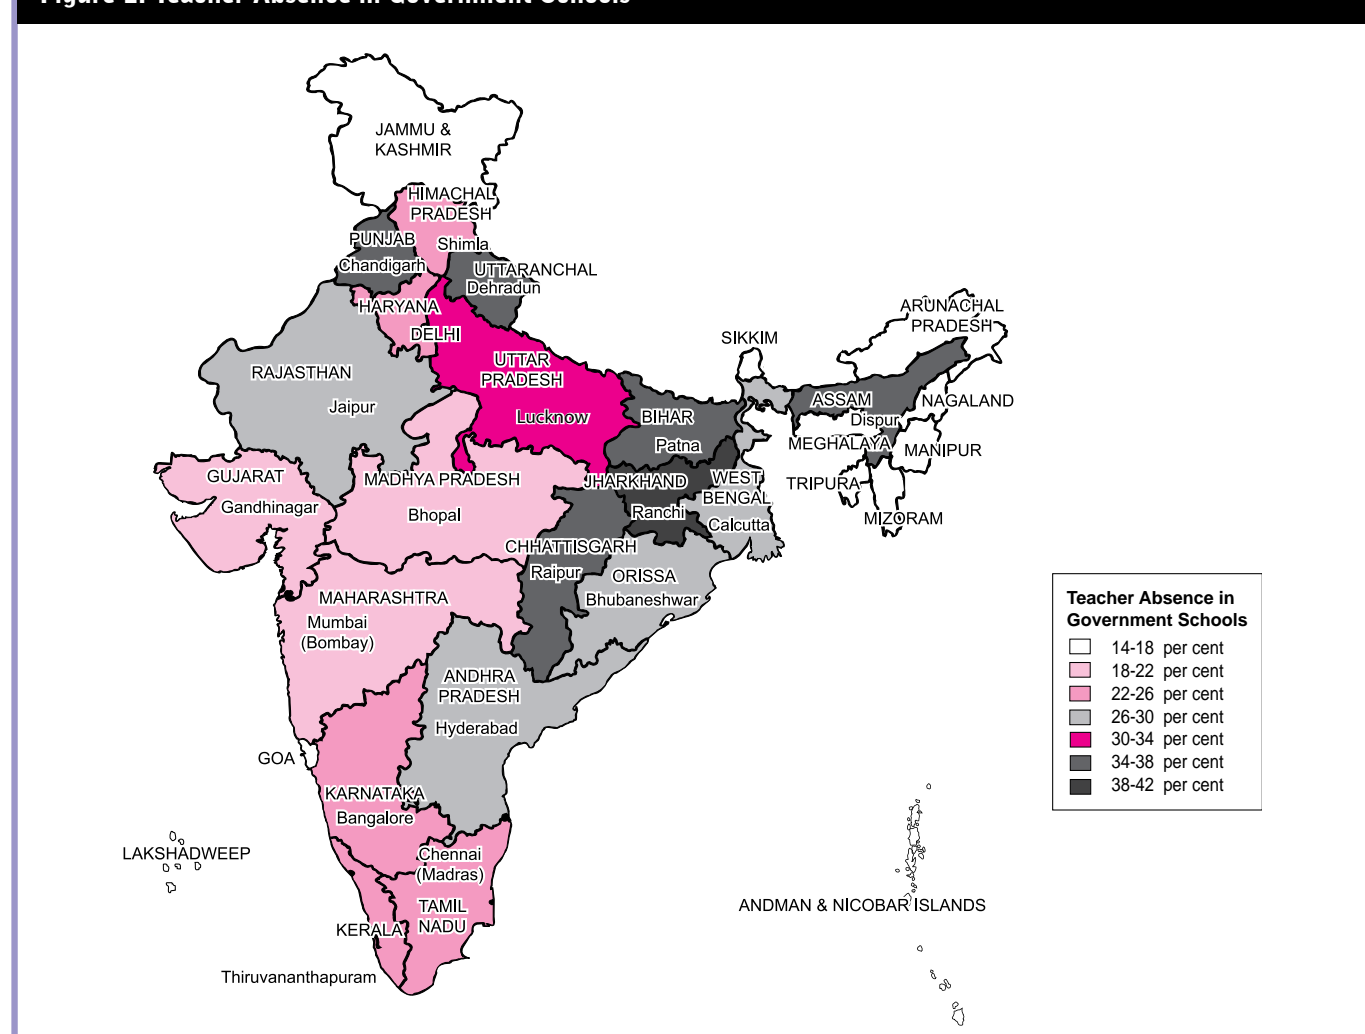 JAMMU &
KASHMIR
HIMACHAL
PRADESH
Shimla
PUNJAB
Chandigarh
UTTARANCHAL
Dehradun
HARYANA
DELHI
ARUNACHAL
PRADESH
SIKKIM
UTTAR
PRADESH
Lucknow
RAJASTHAN
Jaipur
BIHAR
Patna
ASSAM
Dispur
NAGALAND
MEGHALAYA
MANIPUR
GUJARAT
Gandhinagar
MADHYA PRADESH
Bhopal
JHARKHAND
Ranchi
WEST
BENGAL
Calcutta
TRIPURA
MIZORAM
CHHATTISGARH
Raipur
ORISSA
Bhubaneshwar
MAHARASHTRA
Mumbai
(Bombay)
ANDHRA
PRADESH
Hyderabad
GOA
KARNATAKA
Bangalore
LAKSHADWEEP
Chennai
(Madras)
TAMIL
NADU
KERALA
Thiruvananthapuram
ANDMAN & NICOBAR ISLANDS
Teacher Absence in
Government Schools
14-18 per cent
18-22 per cent
22-26 per cent
26-30 per cent
30-34 per cent
34-38 per cent
38-42 per cent